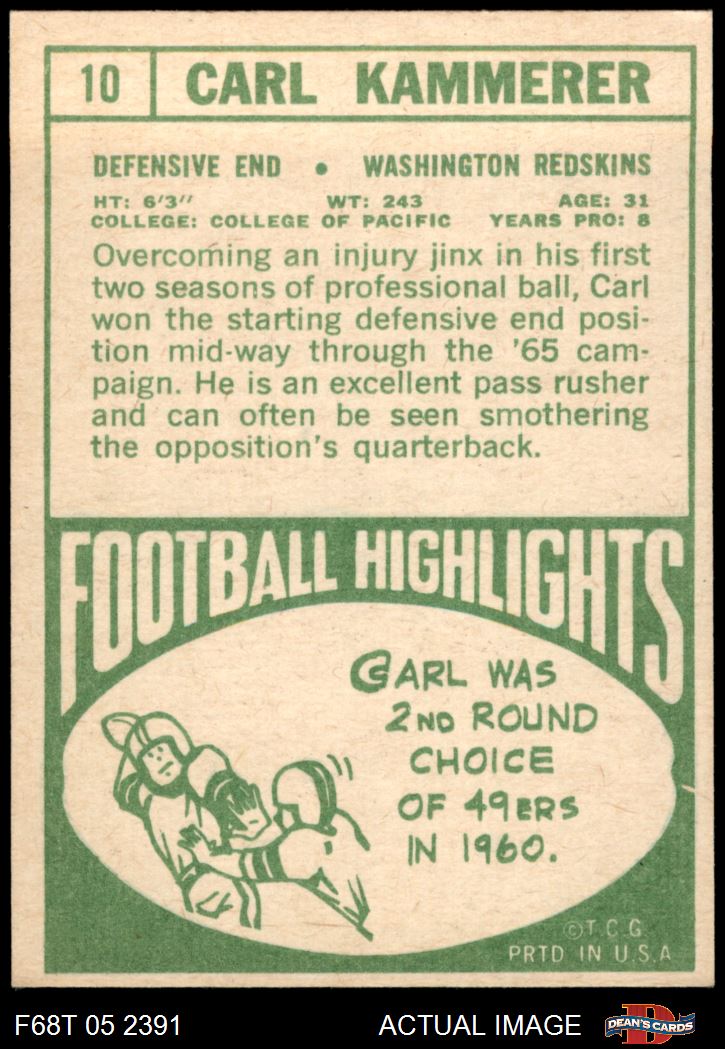 10 CARL KAMMERER
DEFENSIVE END • WASHINGTON REDSKINS
HT: 6'3" WT: 243 AGE: 31
COLLEGE: COLLEGE OF PACIFIC YEARS PRO: 8
Overcoming an injury jinx in his first
two seasons of professional ball, Carl
won the starting defensive end posi-
tion mid-way through the '65 cam-
paign. He is an excellent pass rusher
and can often be seen smothering
the opposition's quarterback.
FOOTBALL HIGHLIGHTS
CARL WAS
2ND ROUND
CHOICE
OF 49ERS
IN 1960.
©T.C.G.
PRTD IN U.S.A
F68T 05 2391 ACTUAL IMAGE
D
DEAN'S CARDS